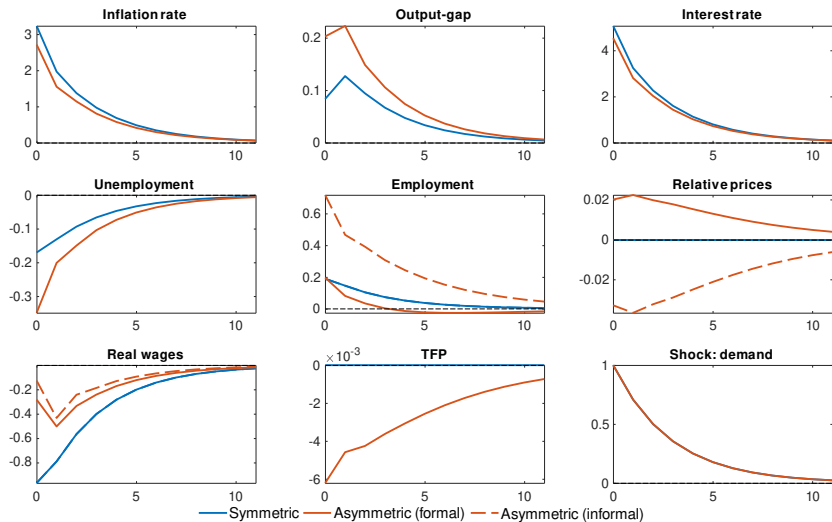 Inflation rate
Output-gap
Interest rate
3
2
1
0
0 5 10
0.2
0.1
0
0 5 10
4
2
0
0 5 10
Unemployment
Employment
Relative prices
0
-0.1
-0.2
-0.3
0 5 10
0.6
0.4
0.2
0
0 5 10
0.02
0
-0.02
0 5 10
Real wages
TFP
Shock: demand
-0.2
-0.4
-0.6
-0.8
0 5 10
× 10⁻³
0
-2
-4
-6
0 5 10
1
0.5
0
0 5 10
Symmetric Asymmetric (formal) Asymmetric (informal)